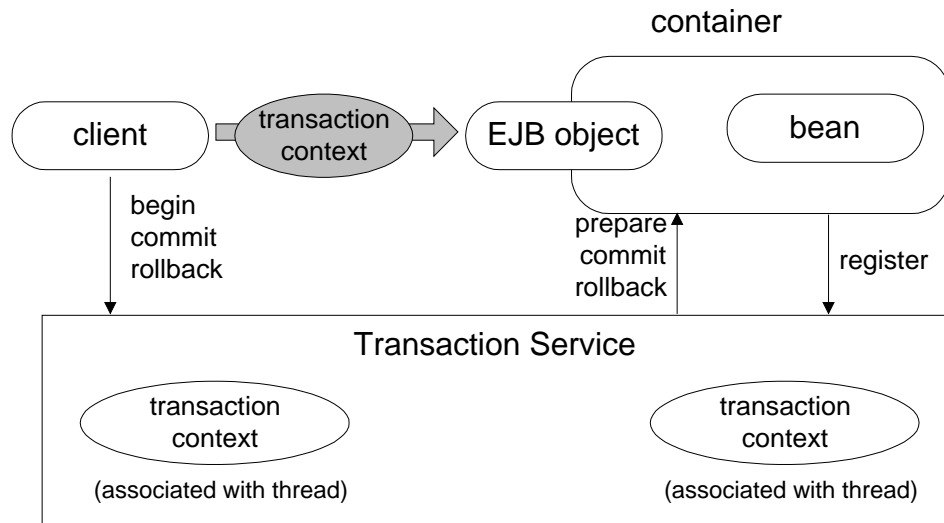 container
client
transaction
context
EJB object
bean
begin
commit
rollback
prepare
commit
rollback
register
Transaction Service
transaction
context
(associated with thread)
transaction
context
(associated with thread)